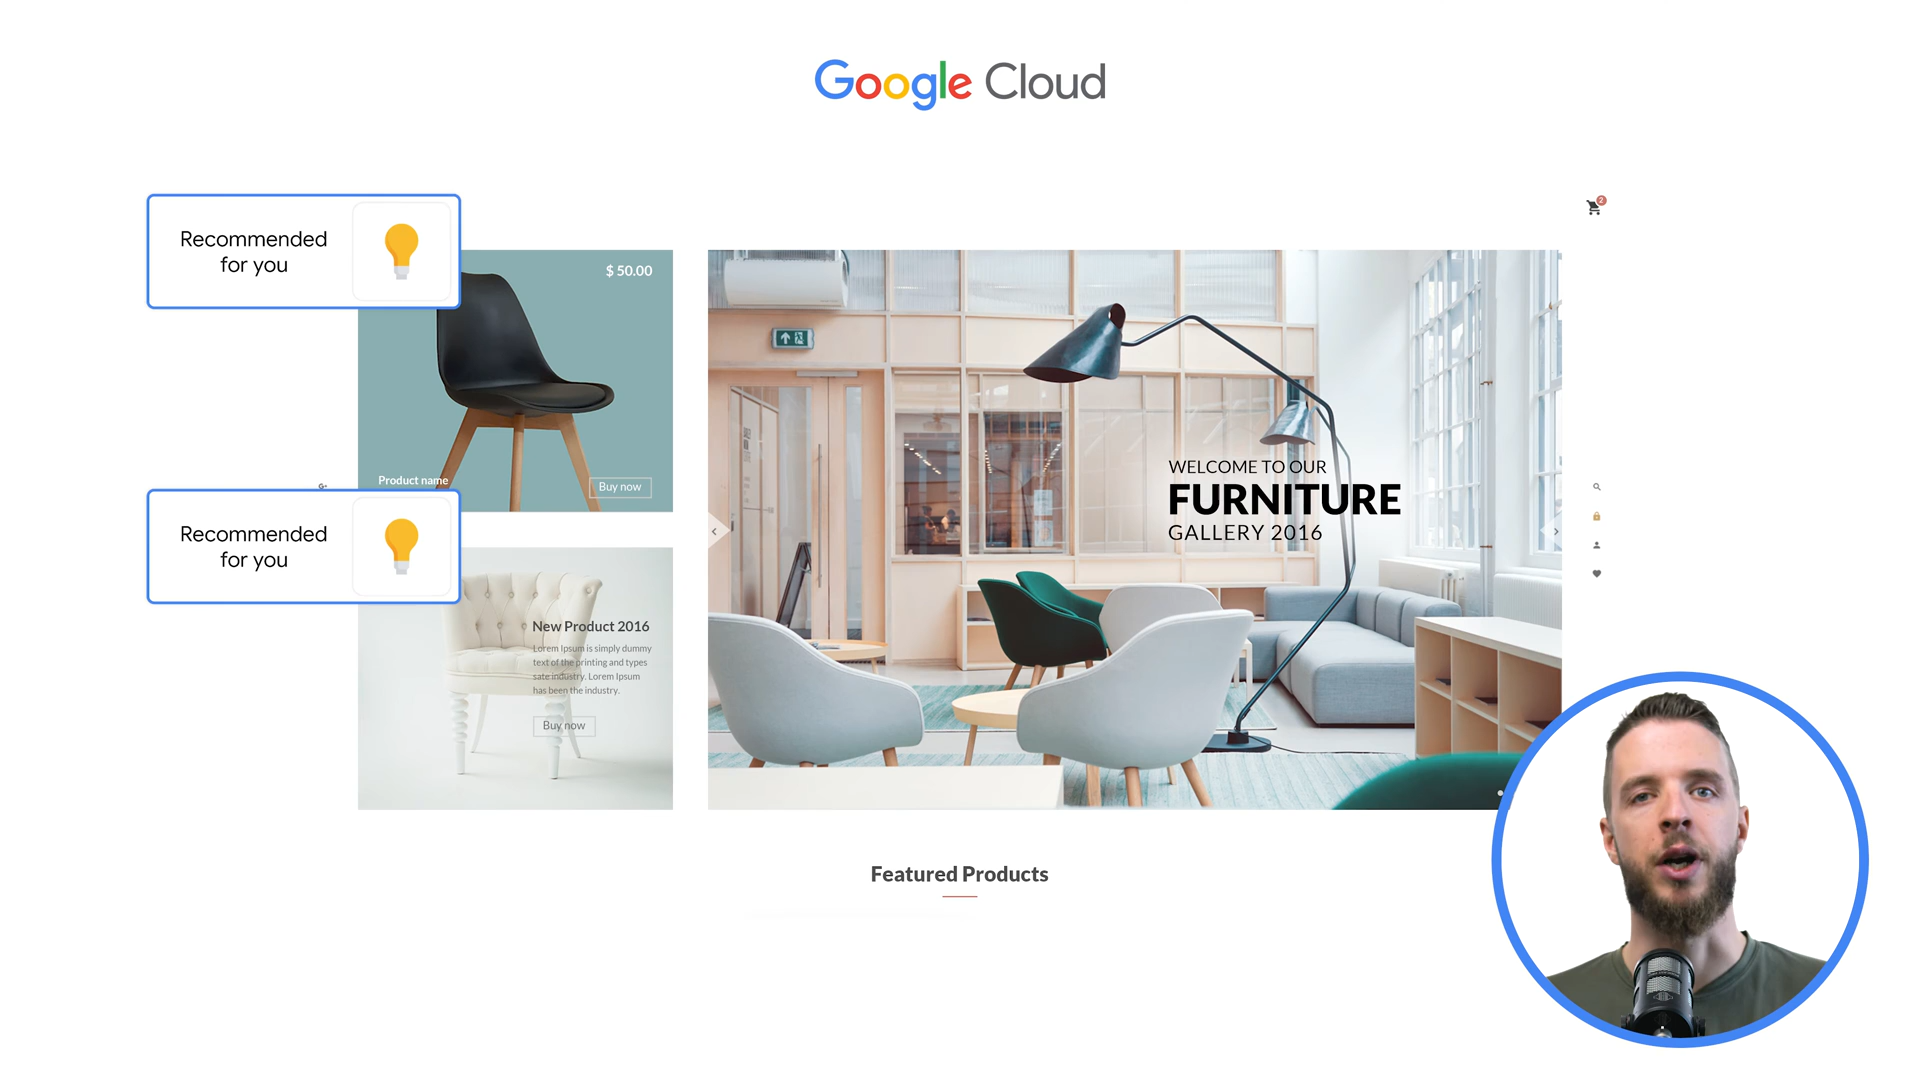 Google Cloud
Recommended
for you
2
$ 50.00
Product name
Buy now
Recommended
for you
New Product 2016
Lorem Ipsum is simply dummy
text of the printing and types
sate industry. Lorem Ipsum
has been the industry.
Buy now
WELCOME TO OUR
FURNITURE
GALLERY 2016
Featured Products